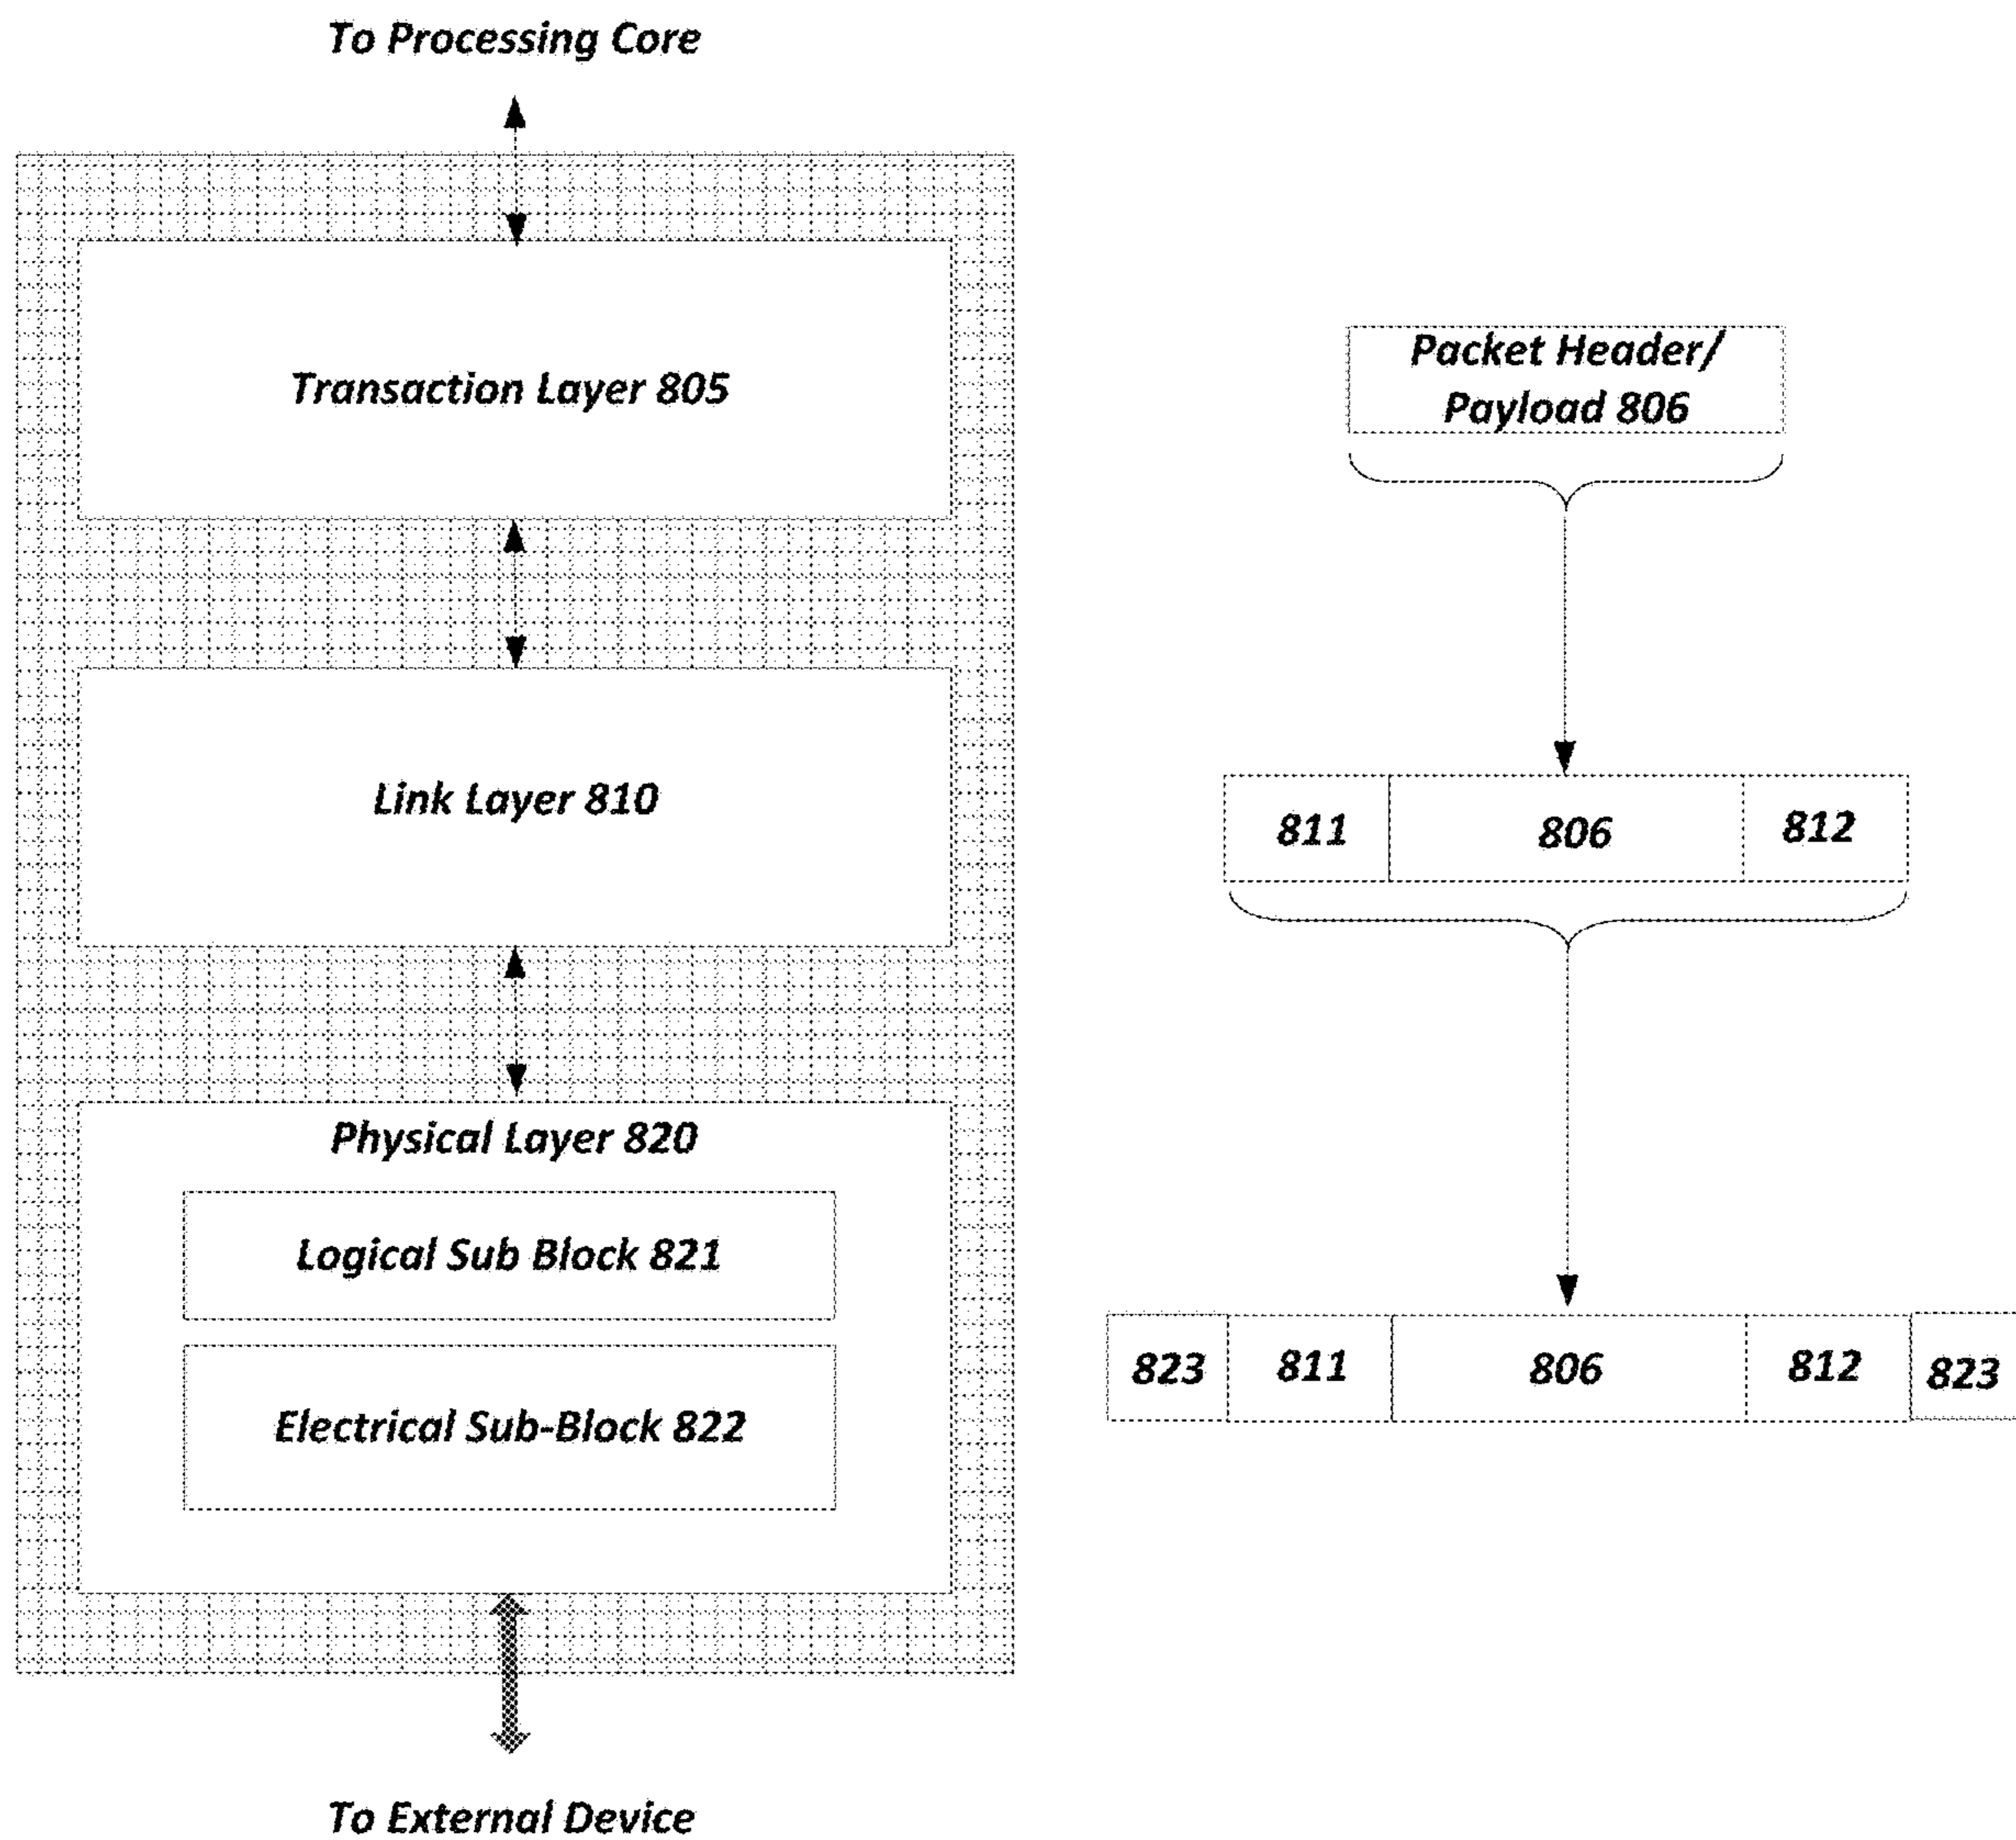 To Processing Core
Transaction Layer 805
Packet Header/
Payload 806
Link Layer 810
811 806 812
Physical Layer 820
Logical Sub Block 821
Electrical Sub-Block 822
823 811 806 812 823
To External Device